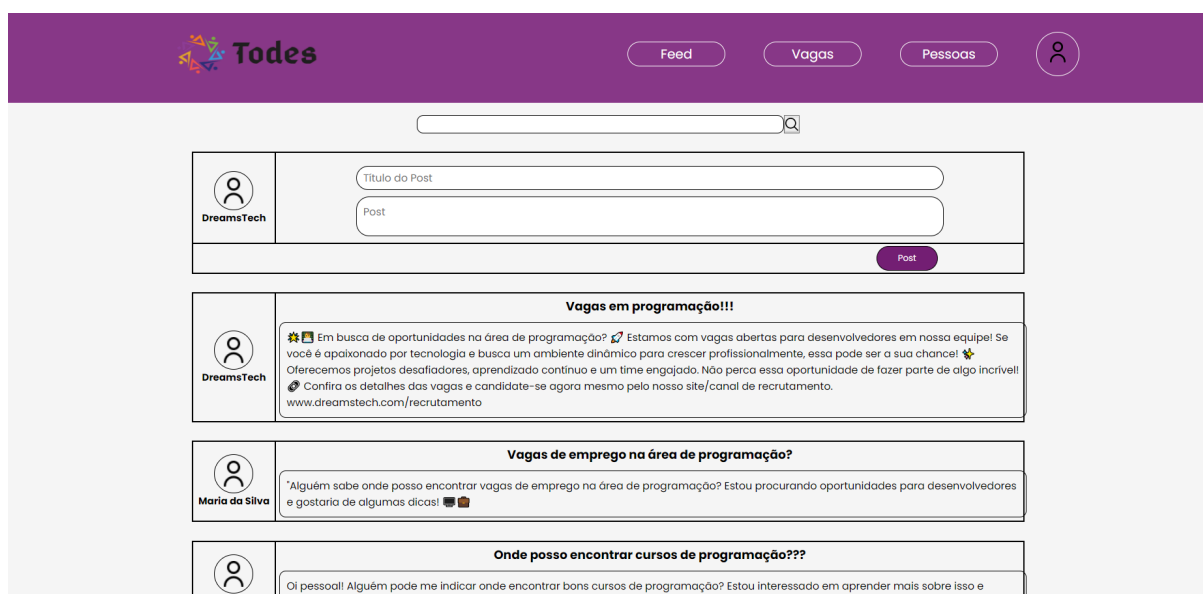 Todes
Feed
Vagas
Pessoas
Título do Post
DreamsTech
Post
Post
Vagas em programação!!!
DreamsTech
Em busca de oportunidades na área de programação? Estamos com vagas abertas para desenvolvedores em nossa equipe! Se
você é apaixonado por tecnologia e busca um ambiente dinâmico para crescer profissionalmente, essa pode ser a sua chance!
Oferecemos projetos desafiadores, aprendizado contínuo e um time engajado. Não perca essa oportunidade de fazer parte de algo incrível!
Confira os detalhes das vagas e candidate-se agora mesmo pelo nosso site/canal de recrutamento.
www.dreamstech.com/recrutamento
Vagas de emprego na área de programação?
Maria da Silva
"Alguém sabe onde posso encontrar vagas de emprego na área de programação? Estou procurando oportunidades para desenvolvedores
e gostaria de algumas dicas!
Onde posso encontrar cursos de programação???
Oi pessoal! Alguém pode me indicar onde encontrar bons cursos de programação? Estou interessado em aprender mais sobre isso e